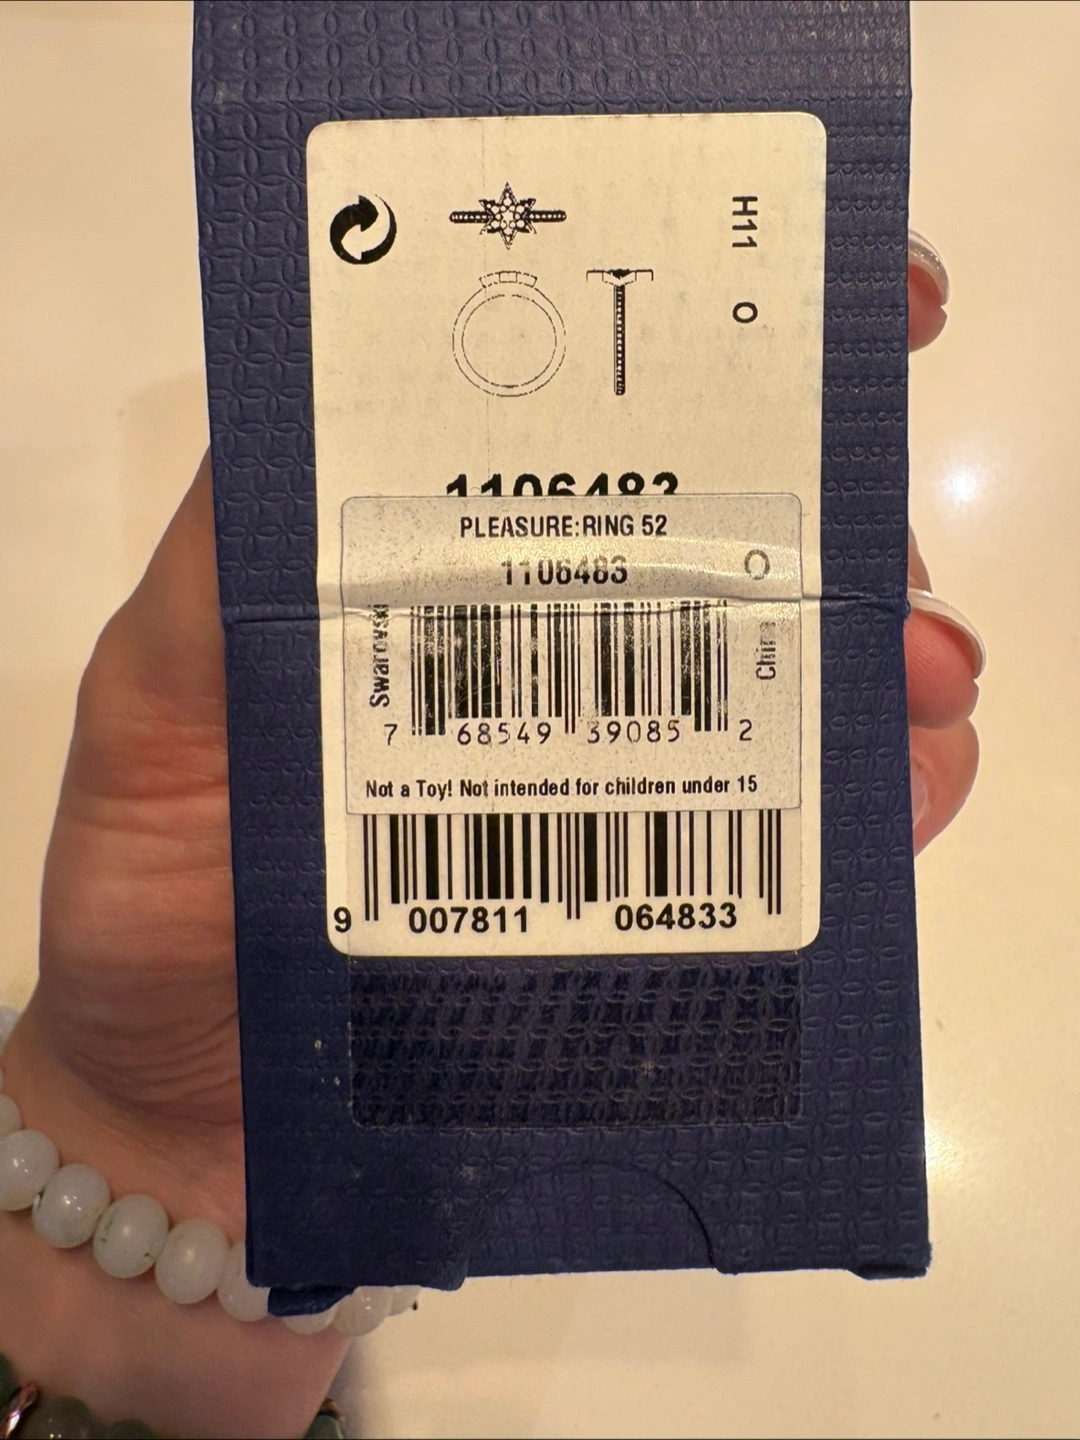 H11 O
1106483
PLEASURE:RING 52
1106483 O
Swarovski
China
7 68549 39085 2
Not a Toy! Not intended for children under 15
9 007811 064833